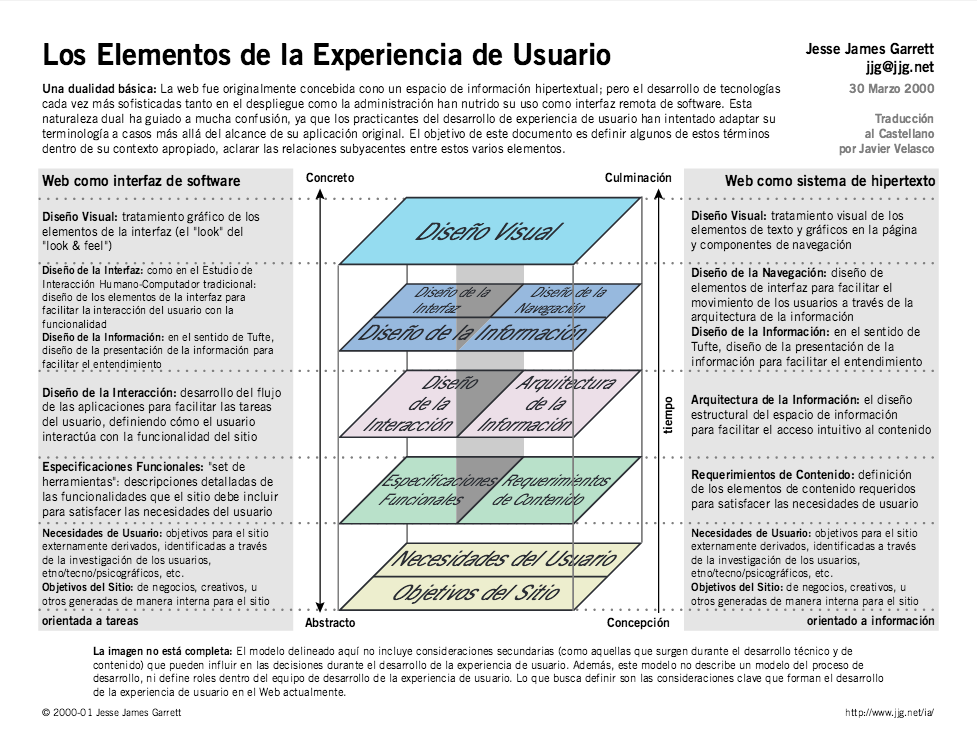 Los Elementos de la Experiencia de Usuario
Jesse James Garrett
jjg@jjg.net
30 Marzo 2000
Traducción
al Castellano
por Javier Velasco
Una dualidad básica: La web fue originalmente concebida cono un espacio de información hipertextual; pero el desarrollo de tecnologías
cada vez más sofisticadas tanto en el despliegue como la administración han nutrido su uso como interfaz remota de software. Esta
naturaleza dual ha guiado a mucha confusión, ya que los practicantes del desarrollo de experiencia de usuario han intentado adaptar su
terminología a casos más allá del alcance de su aplicación original. El objetivo de este documento es definir algunos de estos términos
dentro de su contexto apropiado, aclarar las relaciones subyacentes entre estos varios elementos.
Web como interfaz de software
Diseño Visual: tratamiento gráfico de los
elementos de la interfaz (el "look" del
"look & feel")
Diseño de la Interfaz: como en el Estudio de
Interacción Humano-Computador tradicional:
diseño de los elementos de la interfaz para
facilitar la interacción del usuario con la
funcionalidad
Diseño de la Información: en el sentido de Tufte,
diseño de la presentación de la información para
facilitar el entendimiento
Diseño de la Interacción: desarrollo del flujo
de las aplicaciones para facilitar las tareas
del usuario, definiendo cómo el usuario
interactúa con la funcionalidad del sitio
Especificaciones Funcionales: "set de
herramientas": descripciones detalladas de
las funcionalidades que el sitio debe incluir
para satisfacer las necesidades del usuario
Necesidades de Usuario: objetivos para el sitio
externamente derivados, identificadas a través
de la investigación de los usuarios,
etno/tecno/psicográficos, etc.
Objetivos del Sitio: de negocios, creativos, u
otros generadas de manera interna para el sitio
orientada a tareas
Concreto
Culminación
Diseño Visual
Diseño de la
Interfaz
Diseño de la
Navegación
Diseño de la Información
Diseño
de la
Interacción
Arquitectura
de la
Información
Especificaciones
Funcionales
Requerimientos
de Contenido
Necesidades del Usuario
Objetivos del Sitio
tiempo
Abstracto
Concepción
Web como sistema de hipertexto
Diseño Visual: tratamiento visual de los
elementos de texto y gráficos en la página
y componentes de navegación
Diseño de la Navegación: diseño de
elementos de interfaz para facilitar el
movimiento de los usuarios a través de la
arquitectura de la información
Diseño de la Información: en el sentido de
Tufte, diseño de la presentación de la
información para facilitar el entendimiento
Arquitectura de la Información: el diseño
estructural del espacio de información
para facilitar el acceso intuitivo al contenido
Requerimientos de Contenido: definición
de los elementos de contenido requeridos
para satisfacer las necesidades de usuario
Necesidades de Usuario: objetivos para el sitio
externamente derivados, identificadas a través
de la investigación de los usuarios,
etno/tecno/psicográficos, etc.
Objetivos del Sitio: de negocios, creativos, u
otros generadas de manera interna para el sitio
orientado a información
La imagen no está completa: El modelo delineado aquí no incluye consideraciones secundarias (como aquellas que surgen durante el desarrollo técnico y de
contenido) que pueden influir en las decisiones durante el desarrollo de la experiencia de usuario. Además, este modelo no describe un modelo del proceso de
desarrollo, ni define roles dentro del equipo de desarrollo de la experiencia de usuario. Lo que busca definir son las consideraciones clave que forman el desarrollo
de la experiencia de usuario en el Web actualmente.
© 2000-01 Jesse James Garrett
http://www.jjg.net/ia/